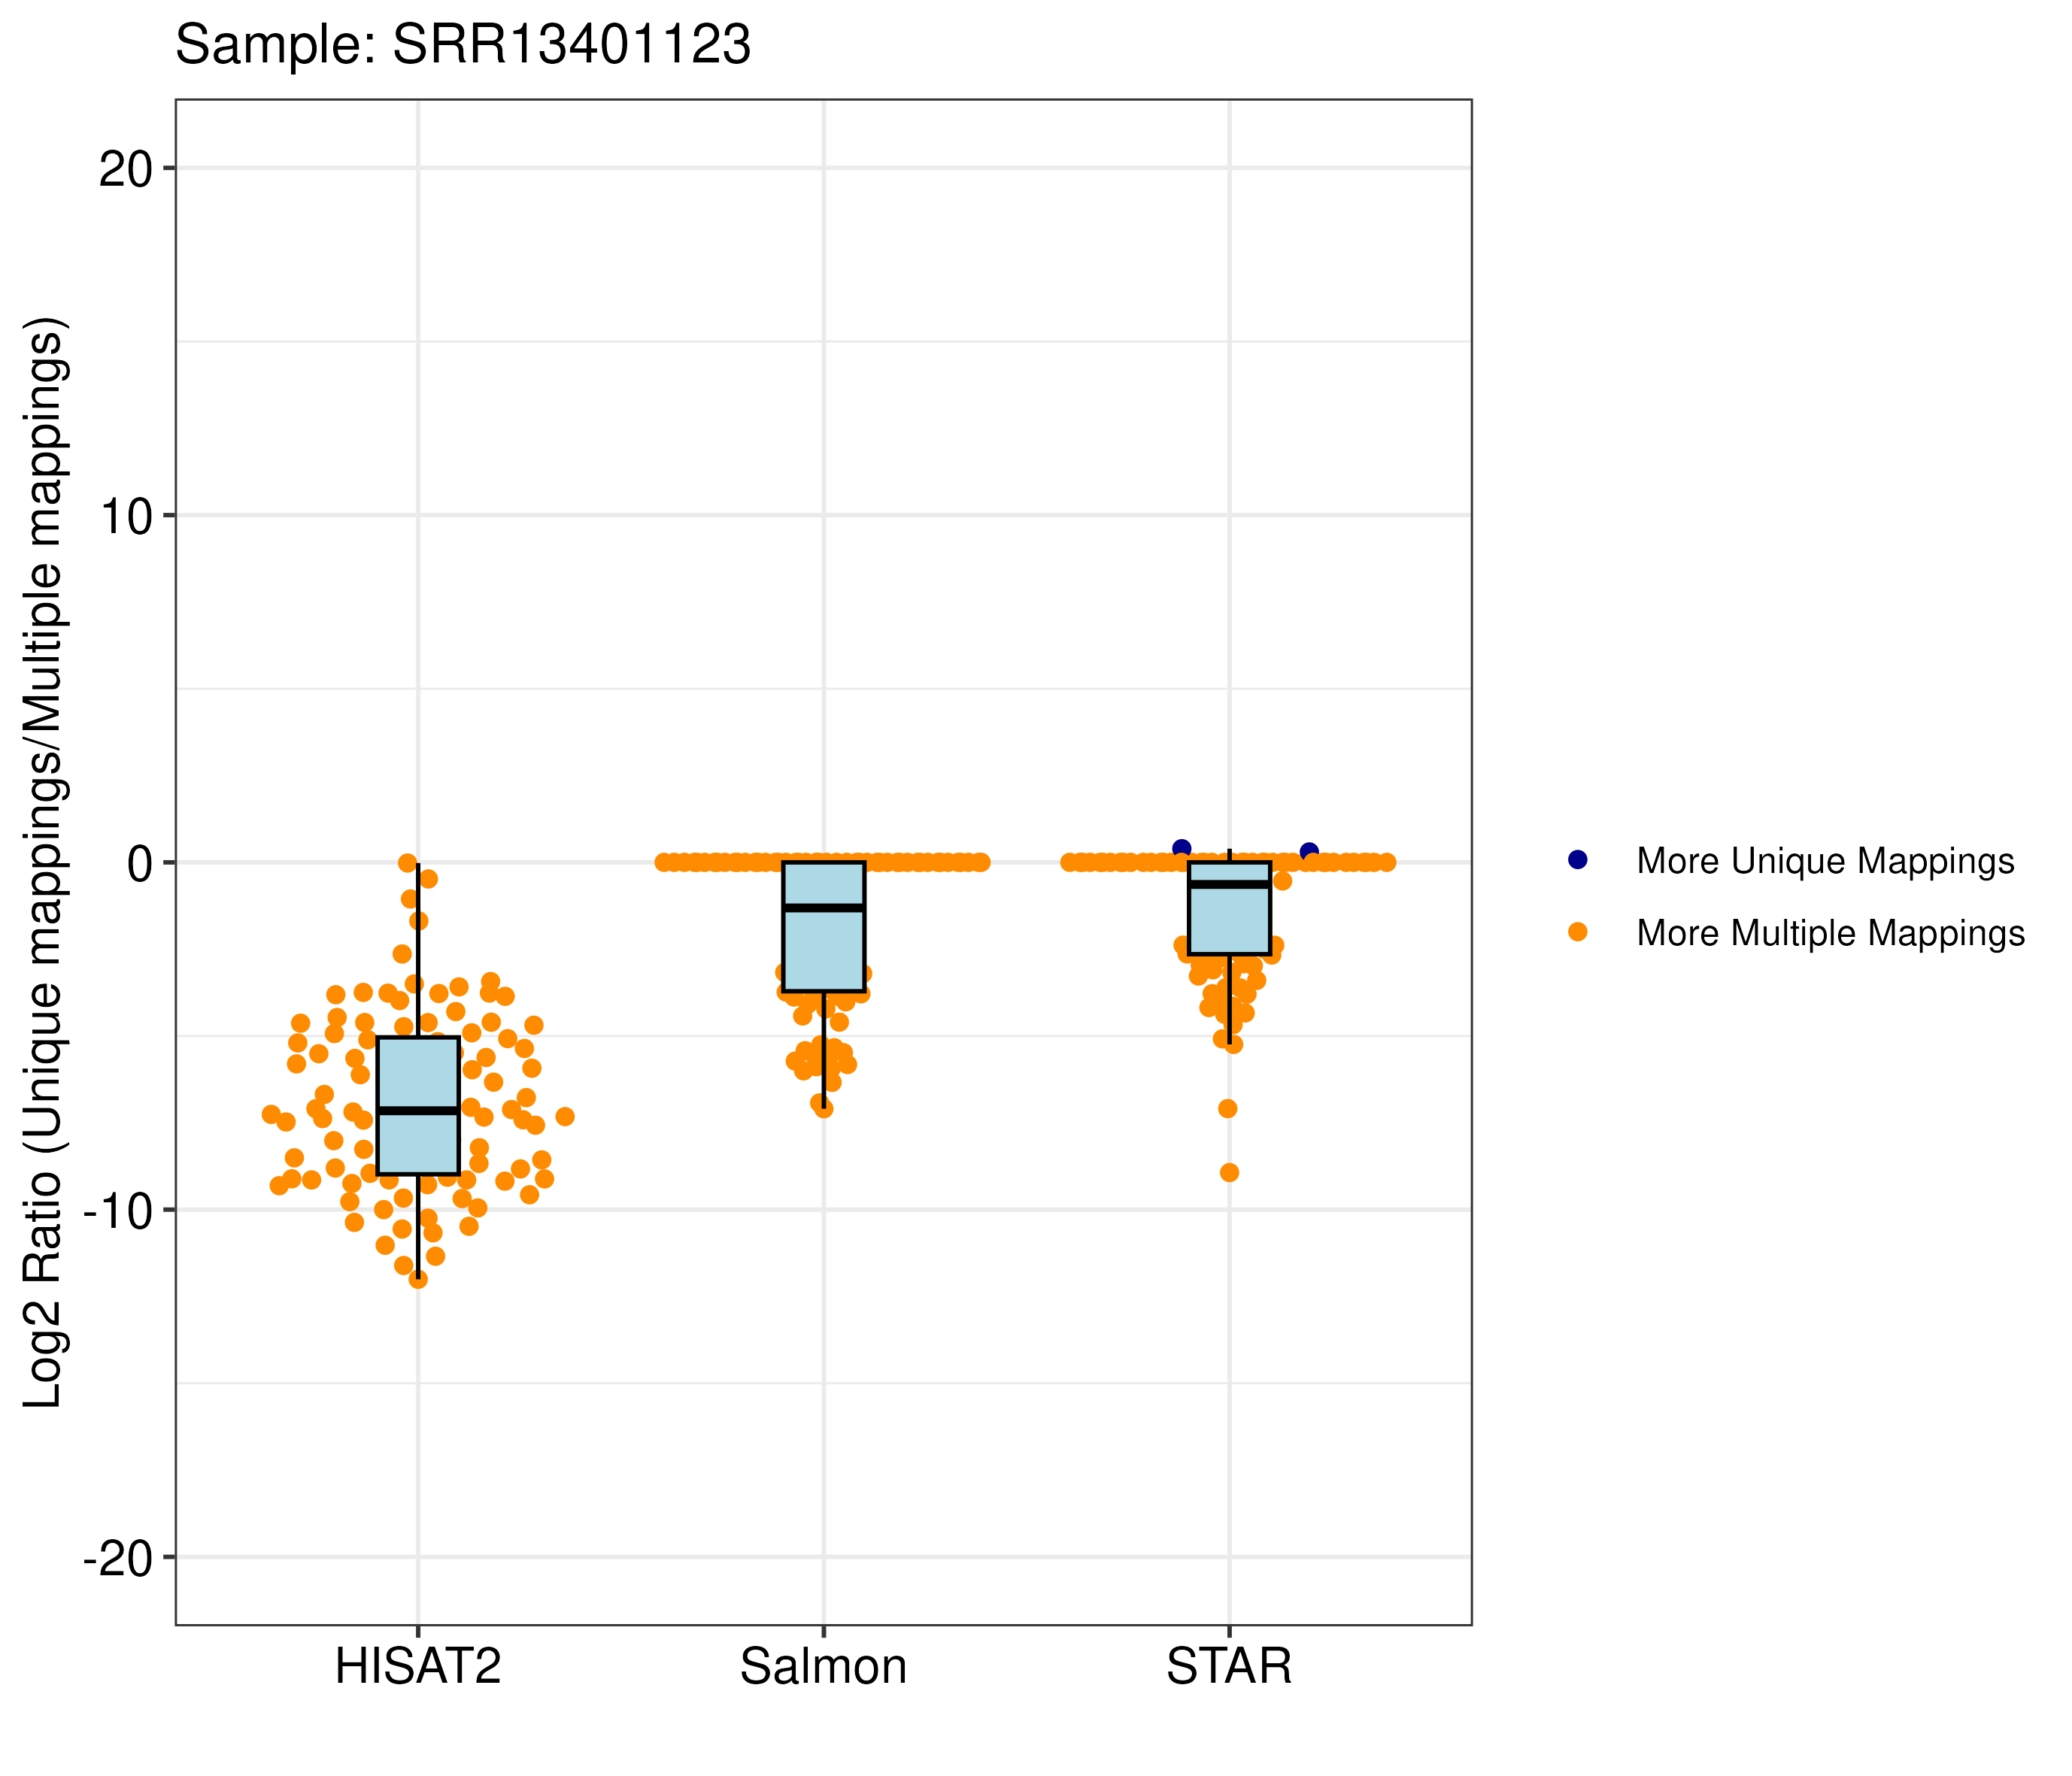 Sample: SRR13401123
Log2 Ratio (Unique mappings/Multiple mappings)
20
10
0
-10
-20
HISAT2
Salmon
STAR
More Unique Mappings
More Multiple Mappings